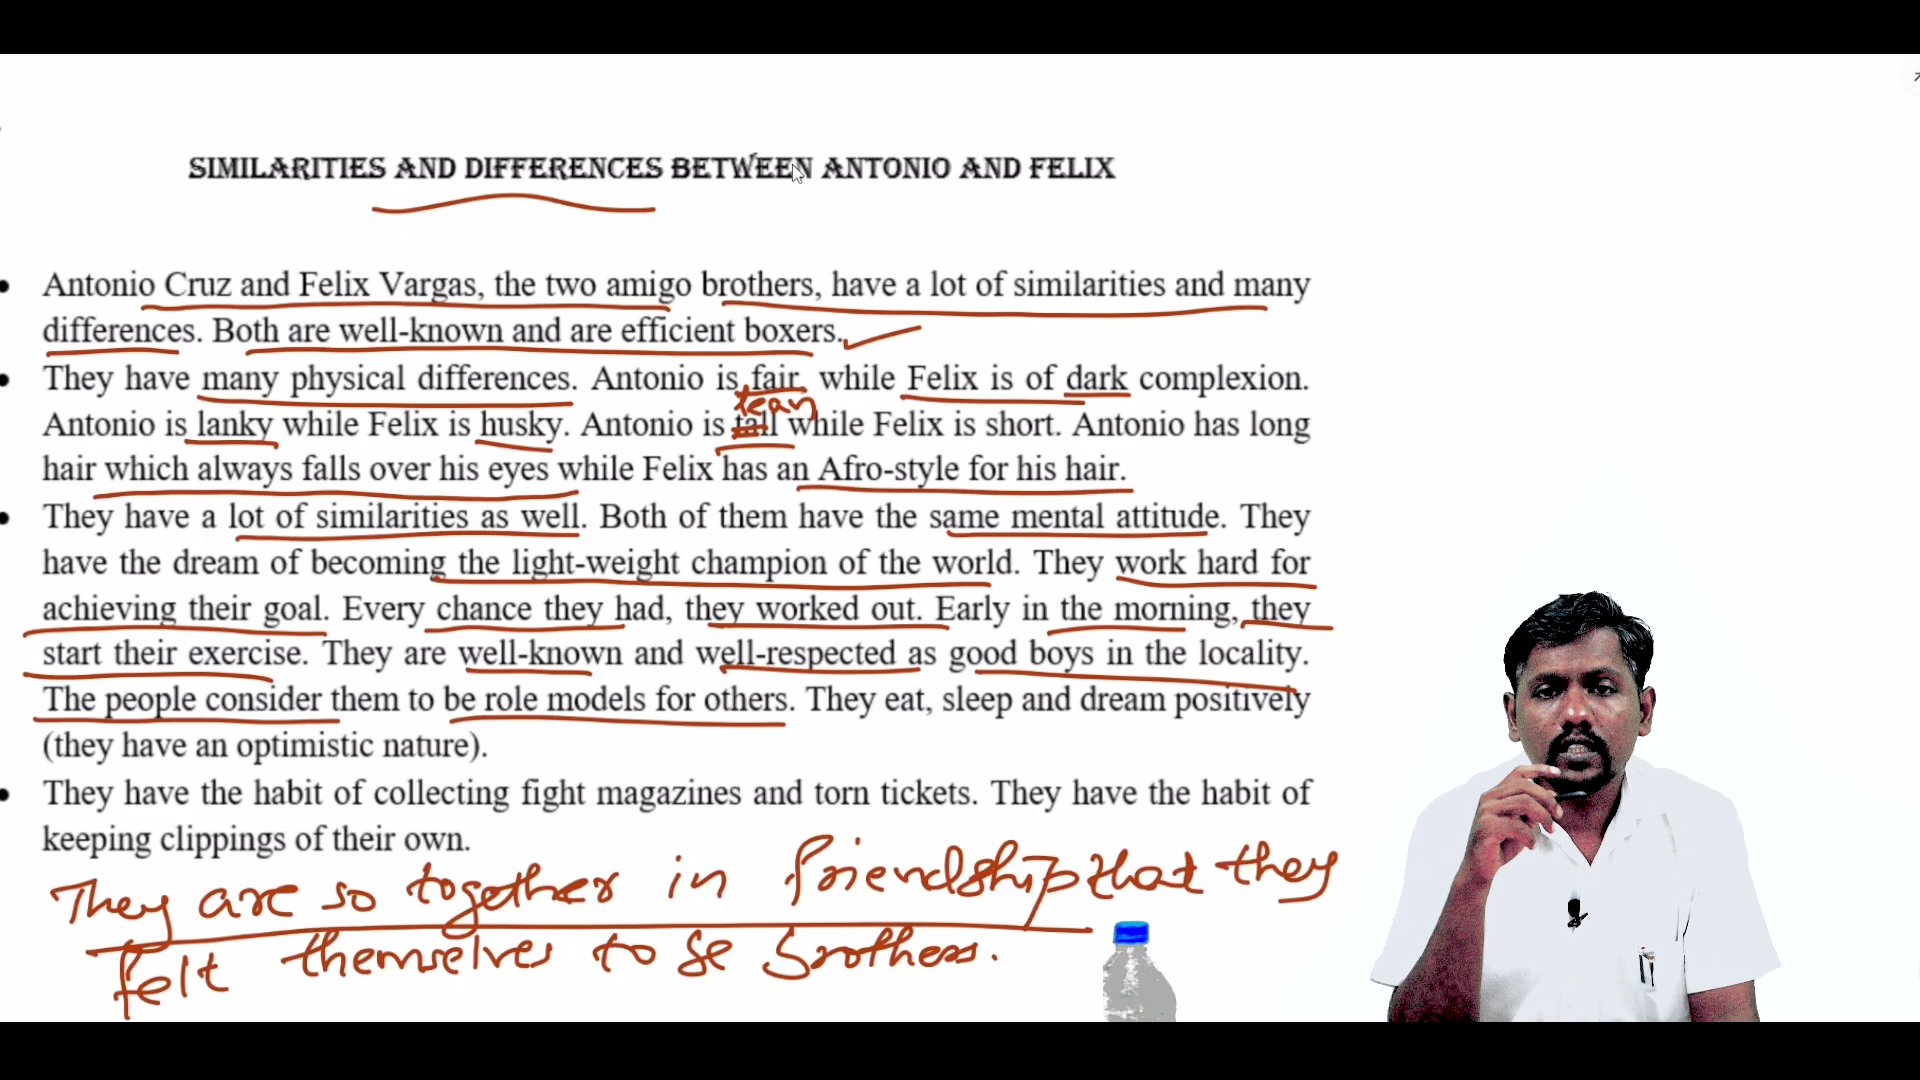 SIMILARITIES AND DIFFERENCES BETWEEN ANTONIO AND FELIX
Antonio Cruz and Felix Vargas, the two amigo brothers, have a lot of similarities and many
differences. Both are well-known and are efficient boxers.
They have many physical differences. Antonio is fair while Felix is of dark complexion.
lean
Antonio is lanky while Felix is husky. Antonio is tall while Felix is short. Antonio has long
hair which always falls over his eyes while Felix has an Afro-style for his hair.
They have a lot of similarities as well. Both of them have the same mental attitude. They
have the dream of becoming the light-weight champion of the world. They work hard for
achieving their goal. Every chance they had, they worked out. Early in the morning, they
start their exercise. They are well-known and well-respected as good boys in the locality.
The people consider them to be role models for others. They eat, sleep and dream positively
(they have an optimistic nature).
They have the habit of collecting fight magazines and torn tickets. They have the habit of
keeping clippings of their own.
They are so together in friendship that they
felt themselves to be brothers.